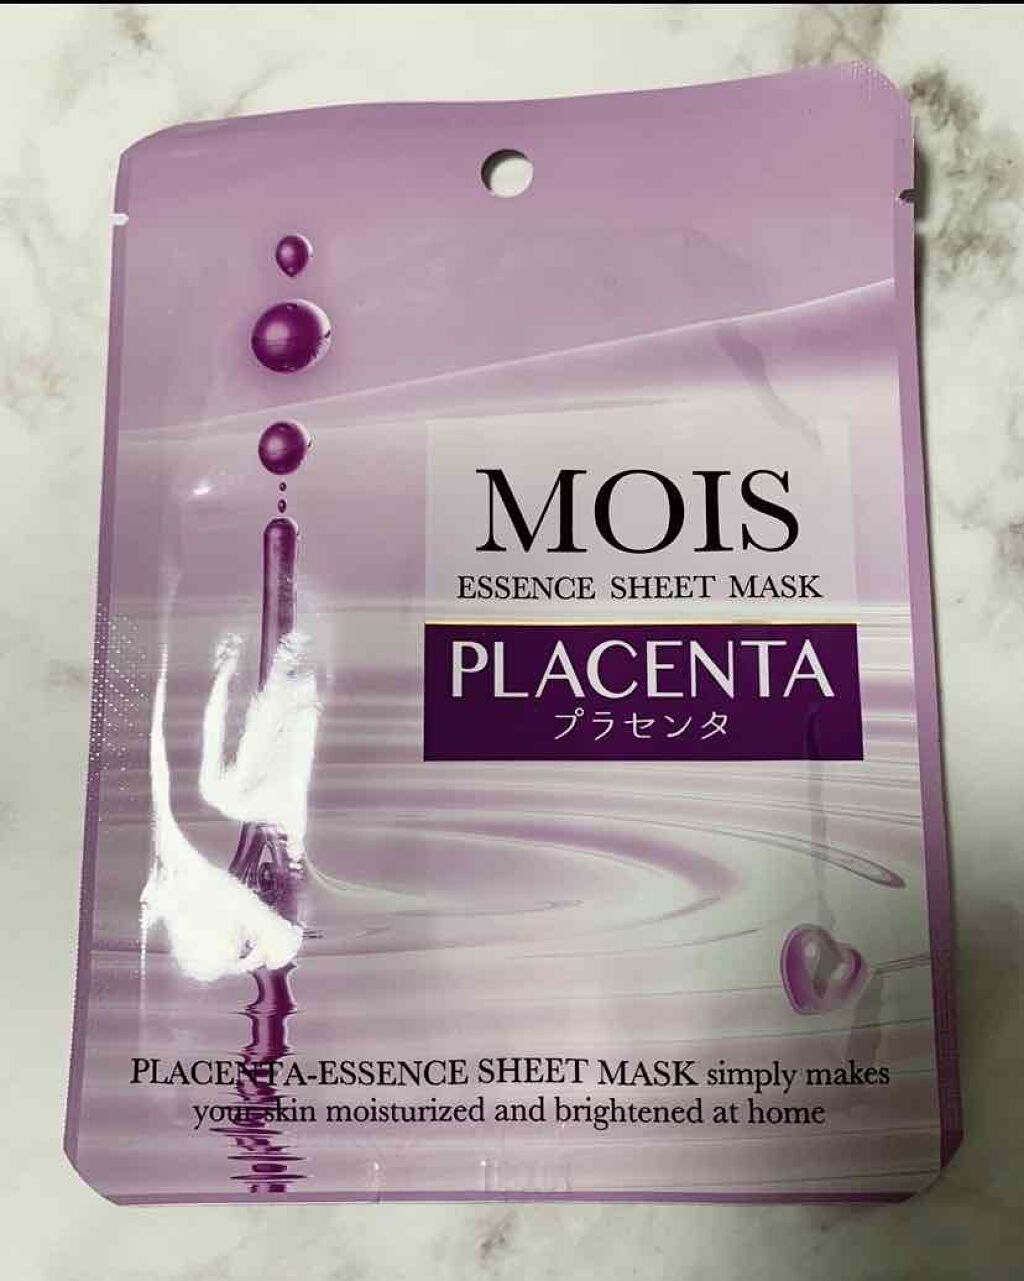 MOIS
ESSENCE SHEET MASK
PLACENTA
プラセンタ
PLACENTA-ESSENCE SHEET MASK simply makes
your skin moisturized and brightened at home